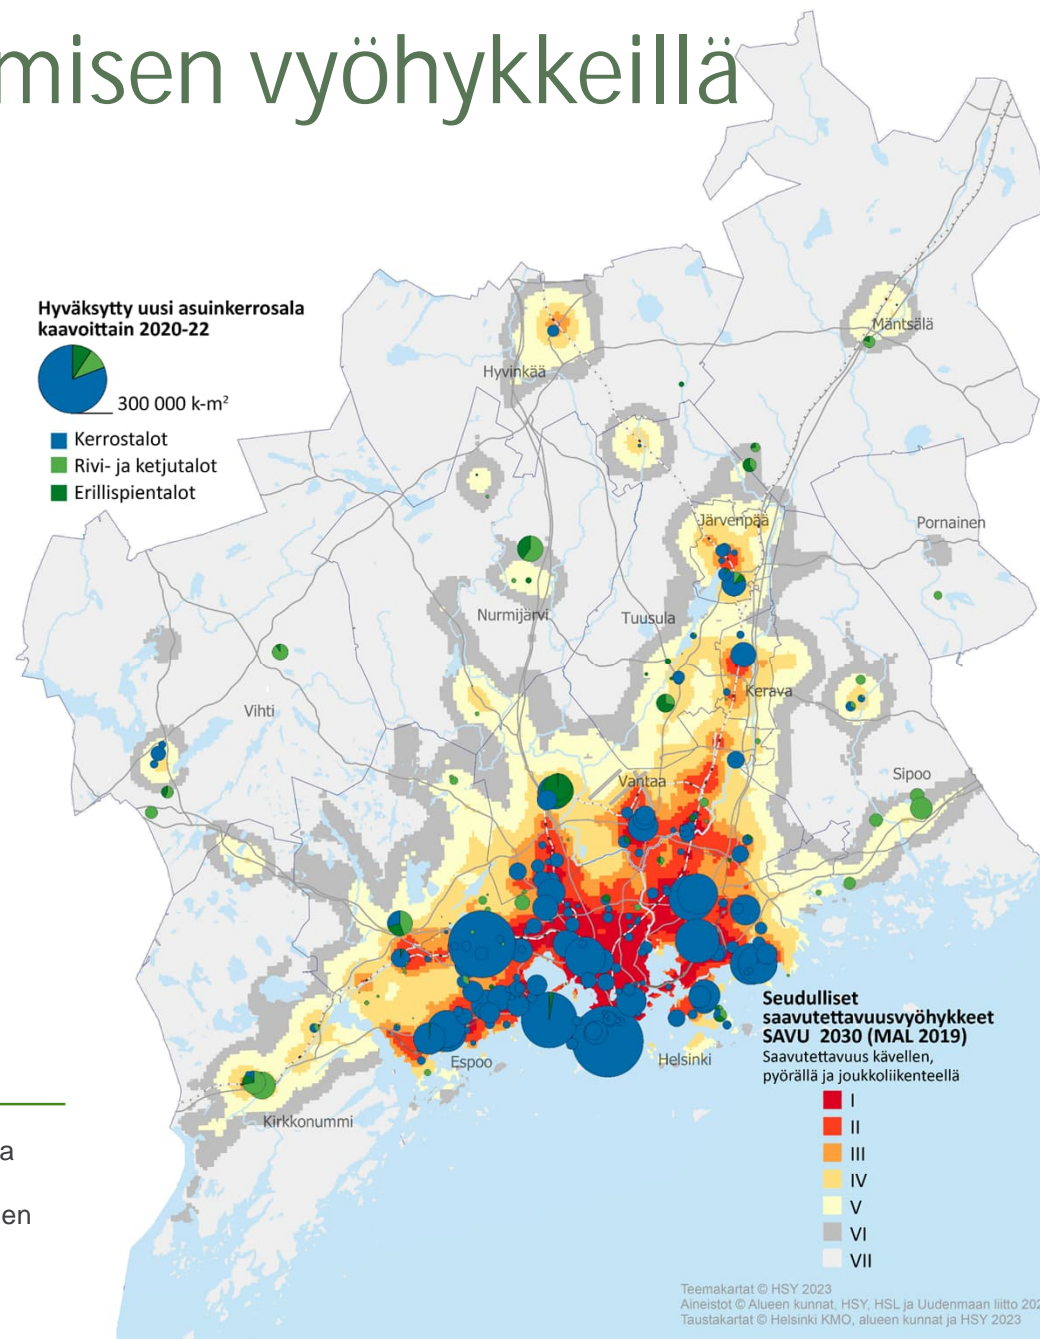 misen vyöhykkeillä
Hyväksytty uusi asuinkerrosala
kaavoittain 2020-22
300 000 k-m²
Kerrostalot
Rivi- ja ketjutalot
Erillispientalot
Mäntsälä
Hyvinkää
Järvenpää
Pornainen
Nurmijärvi
Tuusula
Kerava
Vihti
Vantaa
Sipoo
Espoo
Helsinki
Kirkkonummi
Seudulliset
saavutettavuusvyöhykkeet
SAVU 2030 (MAL 2019)
Saavutettavuus kävellen,
pyörällä ja joukkoliikenteellä
I
II
III
IV
V
VI
VII
a
en
Teemakartat © HSY 2023
Aineistot © Alueen kunnat, HSY, HSL ja Uudenmaan liitto 202
Taustakartat © Helsinki KMO, alueen kunnat ja HSY 2023